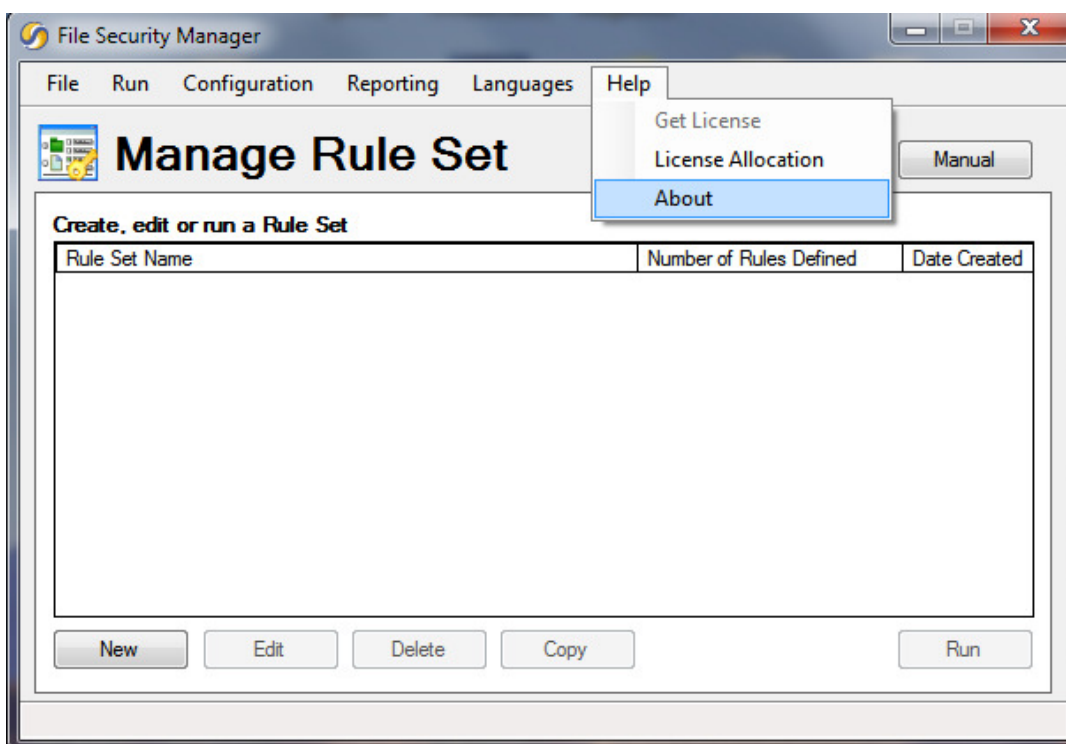 File Security Manager
File Run Configuration Reporting Languages Help
Get License
License Allocation
About
Manage Rule Set
Manual
Create, edit or run a Rule Set
Rule Set Name Number of Rules Defined Date Created
New Edit Delete Copy Run